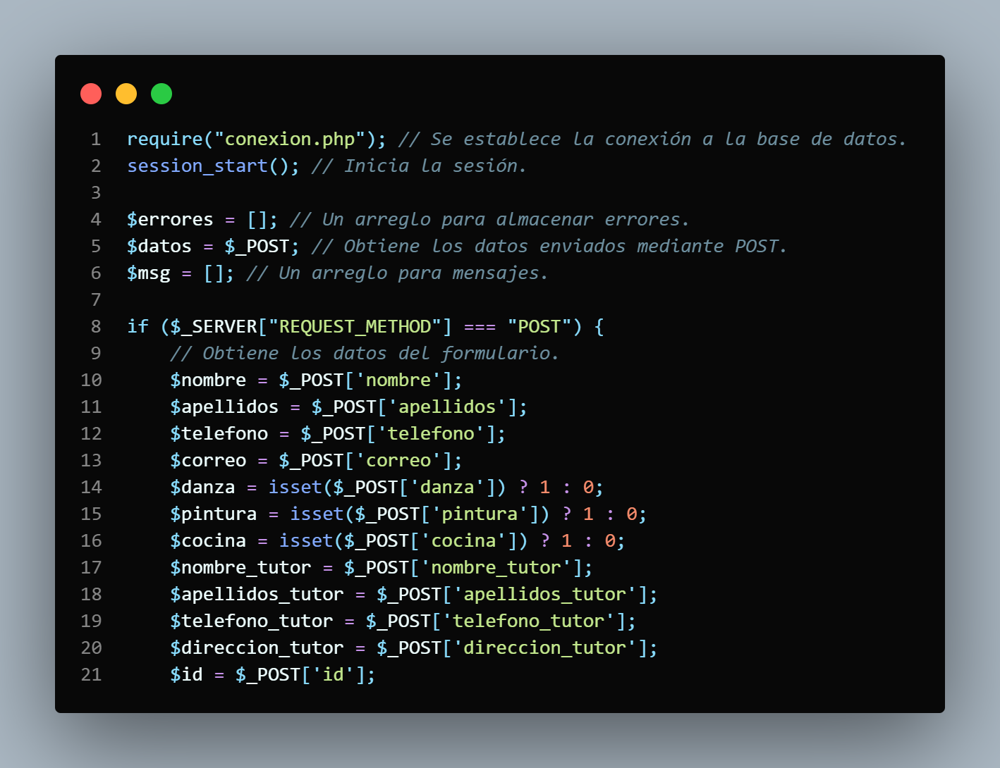 1 require("conexion.php"); // Se establece la conexión a la base de datos.
2 session_start(); // Inicia la sesión.
3
4 $errores = []; // Un arreglo para almacenar errores.
5 $datos = $_POST; // Obtiene los datos enviados mediante POST.
6 $msg = []; // Un arreglo para mensajes.
7
8 if ($_SERVER["REQUEST_METHOD"] === "POST") {
9     // Obtiene los datos del formulario.
10     $nombre = $_POST['nombre'];
11     $apellidos = $_POST['apellidos'];
12     $telefono = $_POST['telefono'];
13     $correo = $_POST['correo'];
14     $danza = isset($_POST['danza']) ? 1 : 0;
15     $pintura = isset($_POST['pintura']) ? 1 : 0;
16     $cocina = isset($_POST['cocina']) ? 1 : 0;
17     $nombre_tutor = $_POST['nombre_tutor'];
18     $apellidos_tutor = $_POST['apellidos_tutor'];
19     $telefono_tutor = $_POST['telefono_tutor'];
20     $direccion_tutor = $_POST['direccion_tutor'];
21     $id = $_POST['id'];